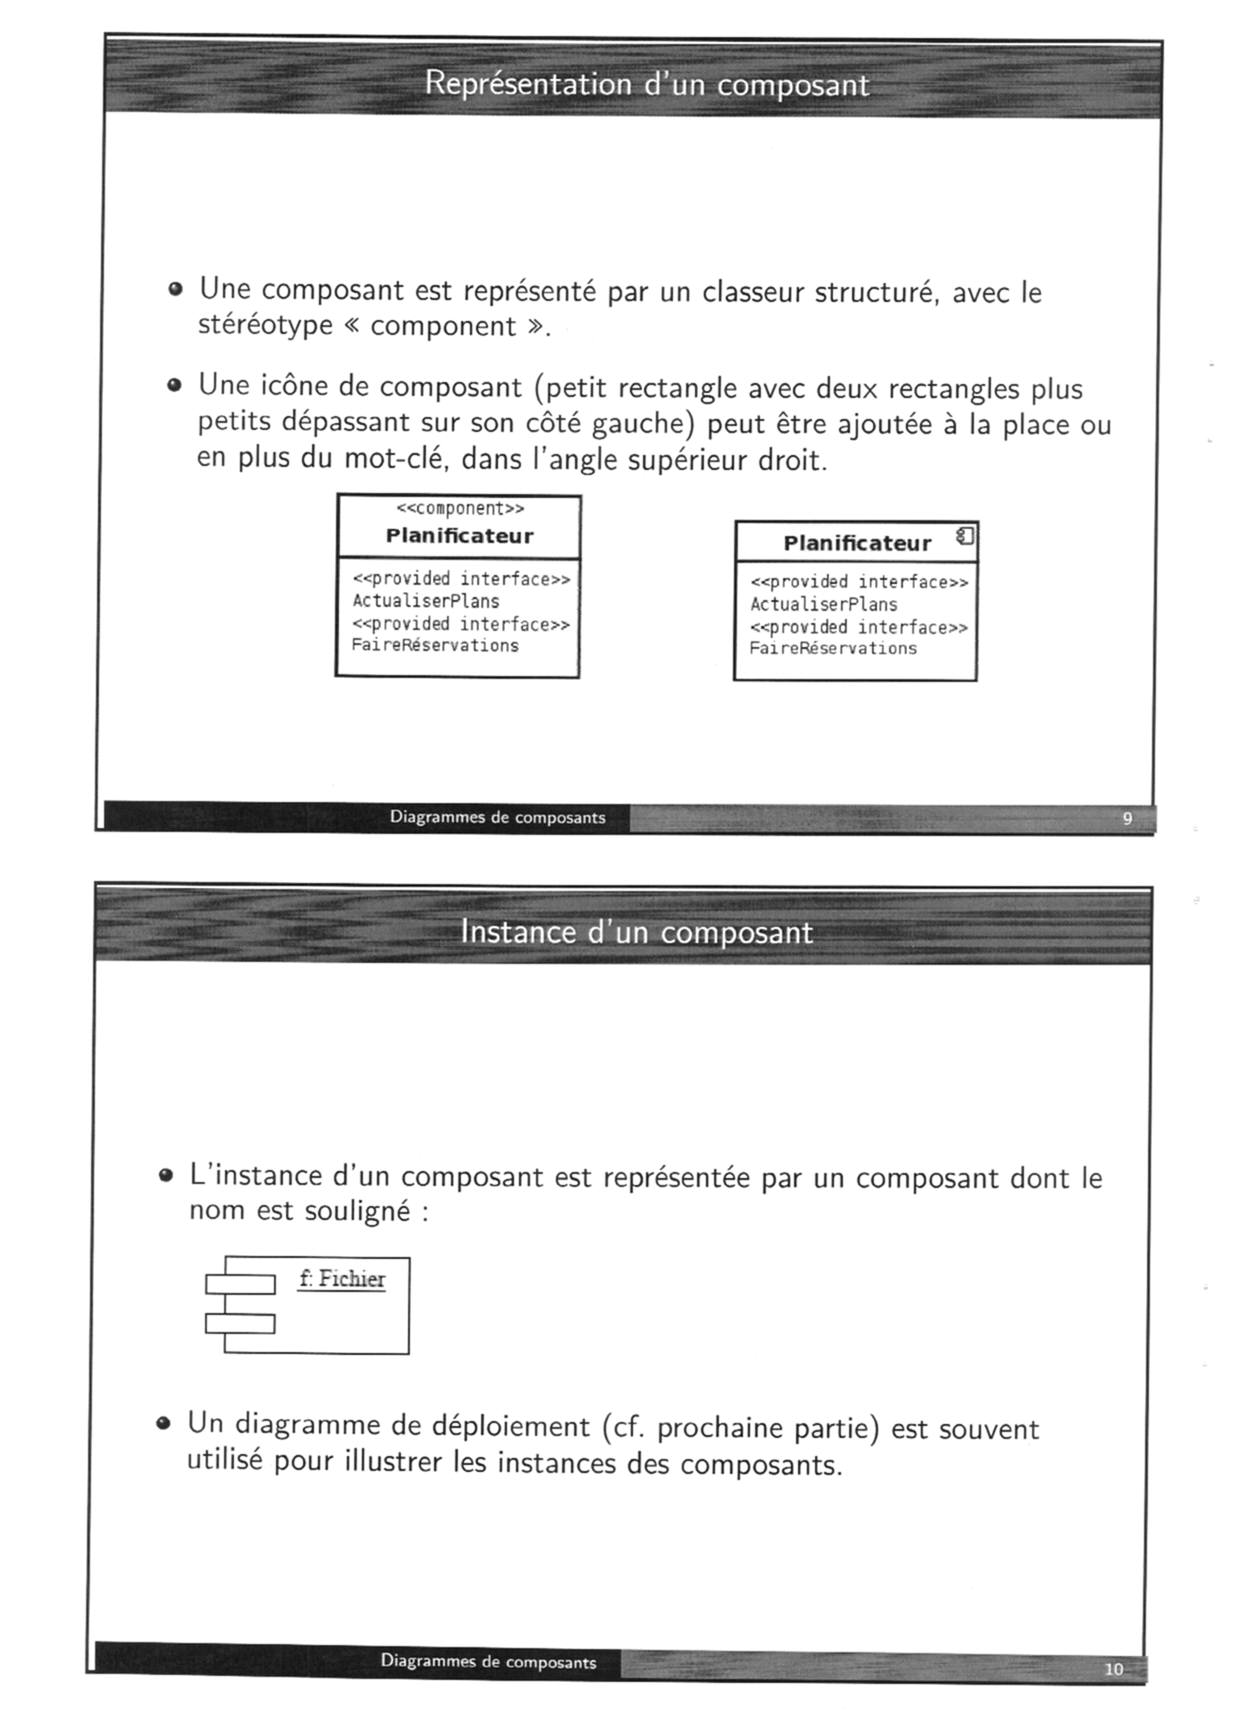 Représentation d'un composant
Une composant est représenté par un classeur structuré, avec le
stéréotype « component ».
Une icône de composant (petit rectangle avec deux rectangles plus
petits dépassant sur son côté gauche) peut être ajoutée à la place ou
en plus du mot-clé, dans l'angle supérieur droit.
<<component>>
Planificateur
<<provided interface>>
ActualiserPlans
<<provided interface>>
FaireRéservations
Planificateur
<<provided interface>>
ActualiserPlans
<<provided interface>>
FaireRéservations
Diagrammes de composants
9
Instance d'un composant
L'instance d'un composant est représentée par un composant dont le
nom est souligné :
f: Fichier
Un diagramme de déploiement (cf. prochaine partie) est souvent
utilisé pour illustrer les instances des composants.
Diagrammes de composants
10